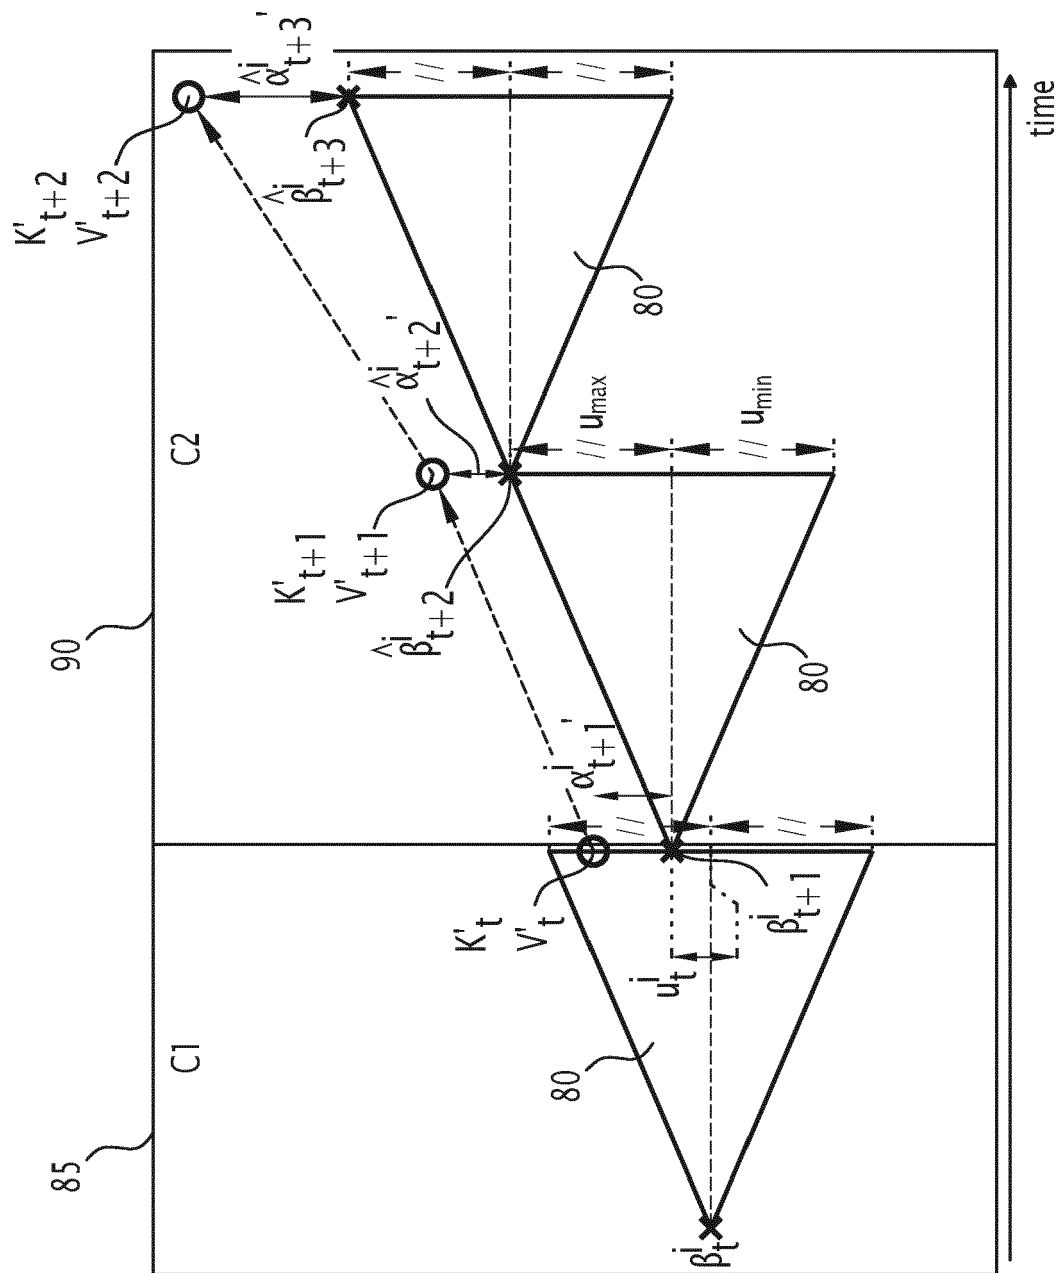 85
90
C1
C2
K't+2
V't+2
α̂ⁱt+3'
β̂ⁱt+3
K't+1
V't+1
α̂ⁱt+2'
β̂ⁱt+2
80
umax
umin
80
K't
V't
αⁱt+1'
uⁱt
βⁱt+1
80
βⁱt
time